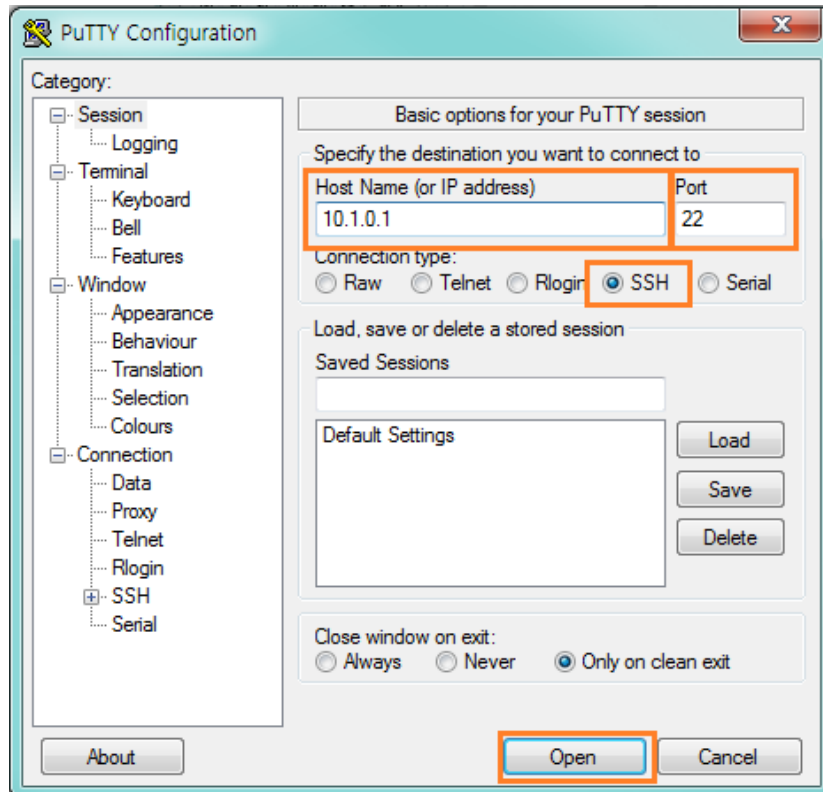 PuTTY Configuration
Category:
Session
Logging
Terminal
Keyboard
Bell
Features
Window
Appearance
Behaviour
Translation
Selection
Colours
Connection
Data
Proxy
Telnet
Rlogin
SSH
Serial
Basic options for your PuTTY session
Specify the destination you want to connect to
Host Name (or IP address) Port
10.1.0.1 22
Connection type:
Raw Telnet Rlogin SSH Serial
Load, save or delete a stored session
Saved Sessions
Default Settings
Load
Save
Delete
Close window on exit:
Always Never Only on clean exit
About Open Cancel